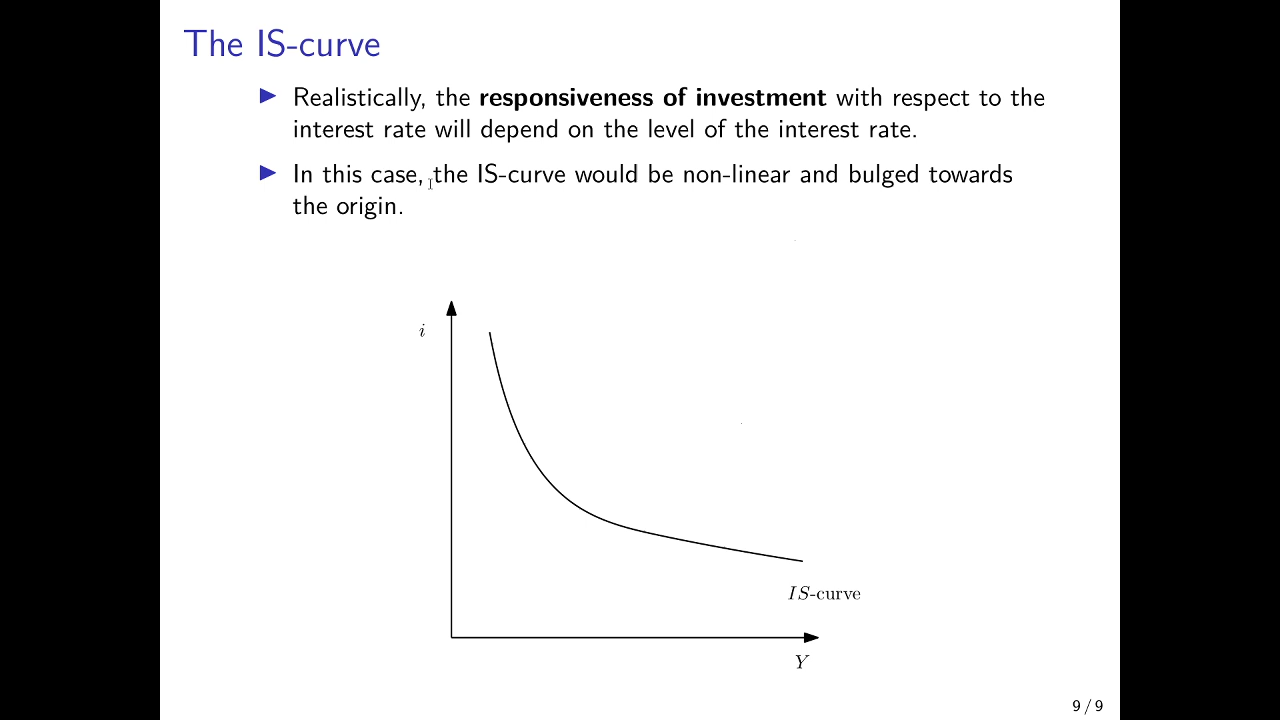 The IS-curve
Realistically, the responsiveness of investment with respect to the
interest rate will depend on the level of the interest rate.
In this case, the IS-curve would be non-linear and bulged towards
the origin.
i
IS-curve
Y
9 / 9